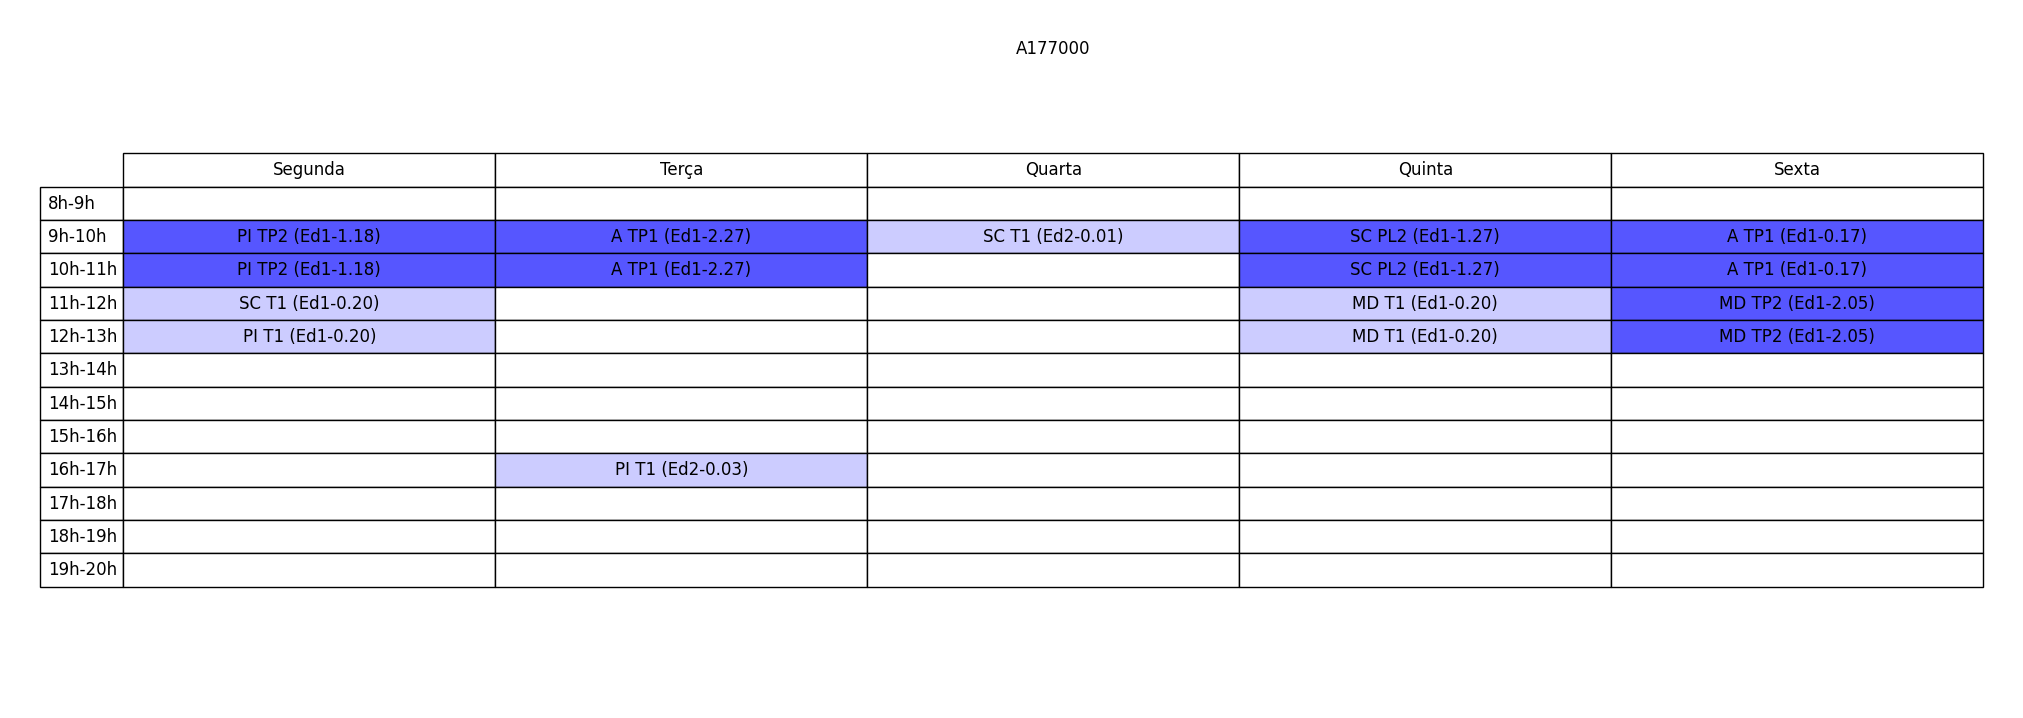 A177000
Segunda Terça Quarta Quinta Sexta
8h-9h
9h-10h PI TP2 (Ed1-1.18) A TP1 (Ed1-2.27) SC T1 (Ed2-0.01) SC PL2 (Ed1-1.27) A TP1 (Ed1-0.17)
10h-11h PI TP2 (Ed1-1.18) A TP1 (Ed1-2.27) SC PL2 (Ed1-1.27) A TP1 (Ed1-0.17)
11h-12h SC T1 (Ed1-0.20) MD T1 (Ed1-0.20) MD TP2 (Ed1-2.05)
12h-13h PI T1 (Ed1-0.20) MD T1 (Ed1-0.20) MD TP2 (Ed1-2.05)
13h-14h
14h-15h
15h-16h
16h-17h PI T1 (Ed2-0.03)
17h-18h
18h-19h
19h-20h